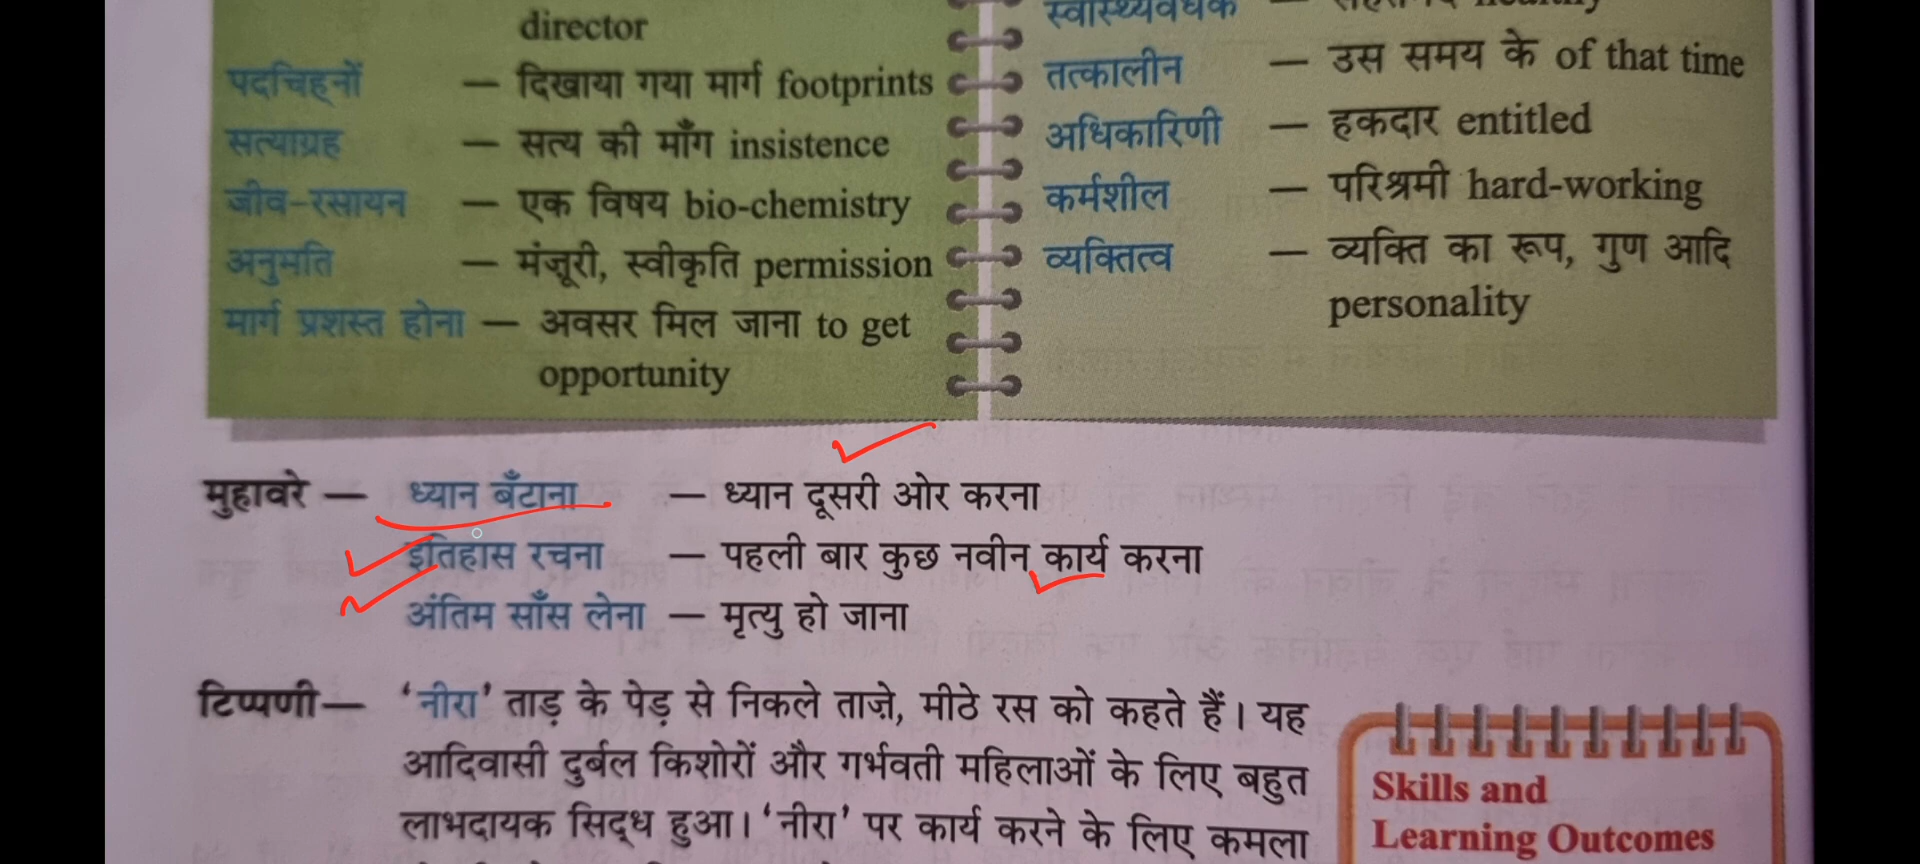 director
पदचिह्नों — दिखाया गया मार्ग footprints
सत्याग्रह — सत्य की माँग insistence
जीव-रसायन — एक विषय bio-chemistry
अनुमति — मंज़ूरी, स्वीकृति permission
मार्ग प्रशस्त होना — अवसर मिल जाना to get
opportunity
स्वास्थ्यवर्धक — healthy
तत्कालीन — उस समय के of that time
अधिकारिणी — हकदार entitled
कर्मशील — परिश्रमी hard-working
व्यक्तित्व — व्यक्ति का रूप, गुण आदि
personality
मुहावरे — ध्यान बँटाना — ध्यान दूसरी ओर करना
इतिहास रचना — पहली बार कुछ नवीन कार्य करना
अंतिम साँस लेना — मृत्यु हो जाना
टिप्पणी— ‘नीरा’ ताड़ के पेड़ से निकले ताज़े, मीठे रस को कहते हैं। यह
आदिवासी दुर्बल किशोरों और गर्भवती महिलाओं के लिए बहुत
लाभदायक सिद्ध हुआ। ‘नीरा’ पर कार्य करने के लिए कमला
Skills and
Learning Outcomes